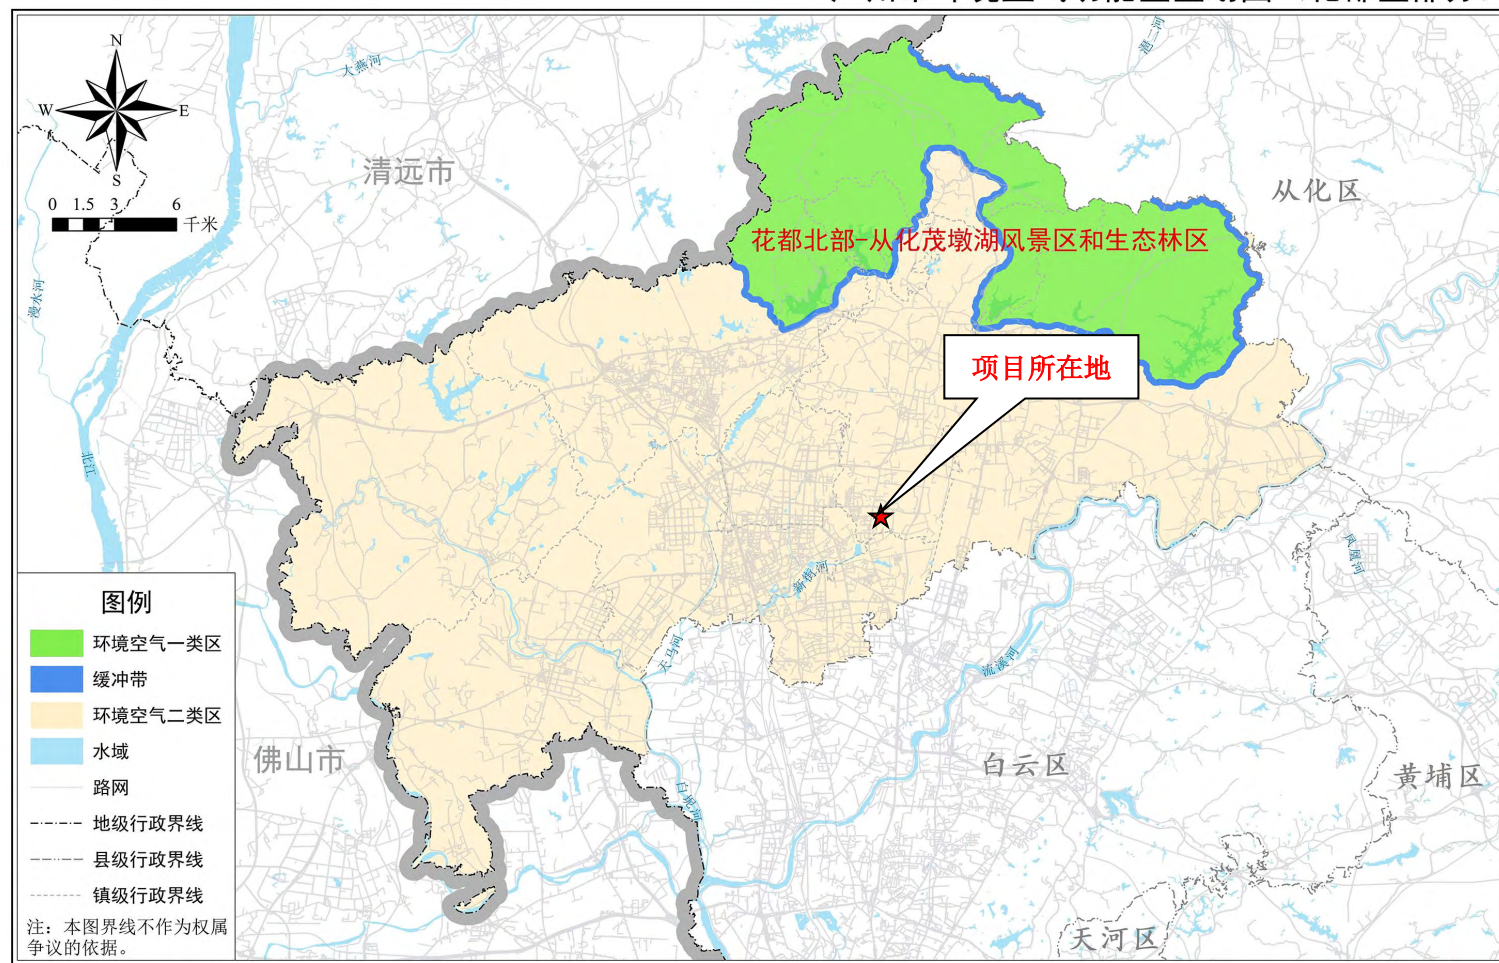 N
W
E
S
0 1.5 3 6
千米
大燕河
清远市
从化区
漫水河
花都北部-从化茂墩湖风景区和生态林区
项目所在地
北江
凤凰河
新街河
天马河
流溪河
白坭河
佛山市
白云区
黄埔区
天河区
图例
环境空气一类区
缓冲带
环境空气二类区
水域
路网
地级行政界线
县级行政界线
镇级行政界线
注：本图界线不作为权属
争议的依据。